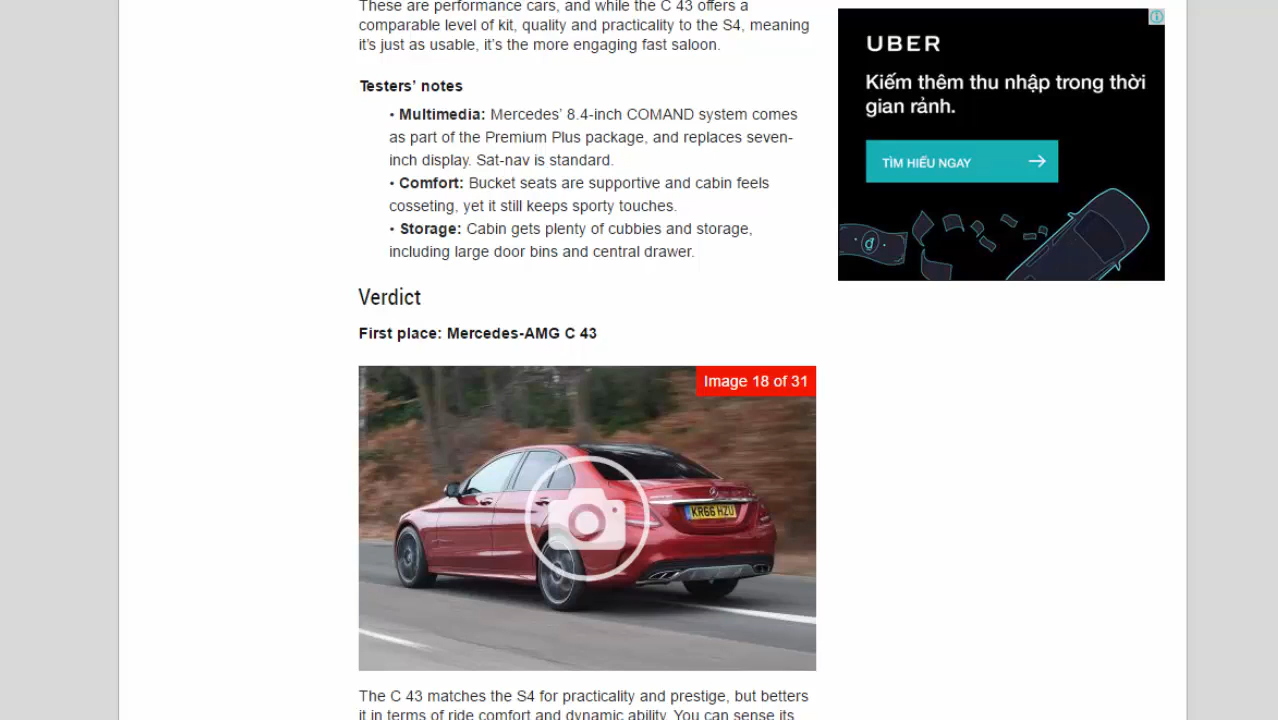 These are performance cars, and while the C 43 offers a
comparable level of kit, quality and practicality to the S4, meaning
it’s just as usable, it’s the more engaging fast saloon.
Testers’ notes
• Multimedia: Mercedes’ 8.4-inch COMAND system comes
as part of the Premium Plus package, and replaces seven-
inch display. Sat-nav is standard.
• Comfort: Bucket seats are supportive and cabin feels
cosseting, yet it still keeps sporty touches.
• Storage: Cabin gets plenty of cubbies and storage,
including large door bins and central drawer.
Verdict
First place: Mercedes-AMG C 43
Image 18 of 31
KR66 HZU
The C 43 matches the S4 for practicality and prestige, but betters
it in terms of ride comfort and dynamic ability. You can sense its
UBER
Kiếm thêm thu nhập trong thời
gian rảnh.
TÌM HIỂU NGAY